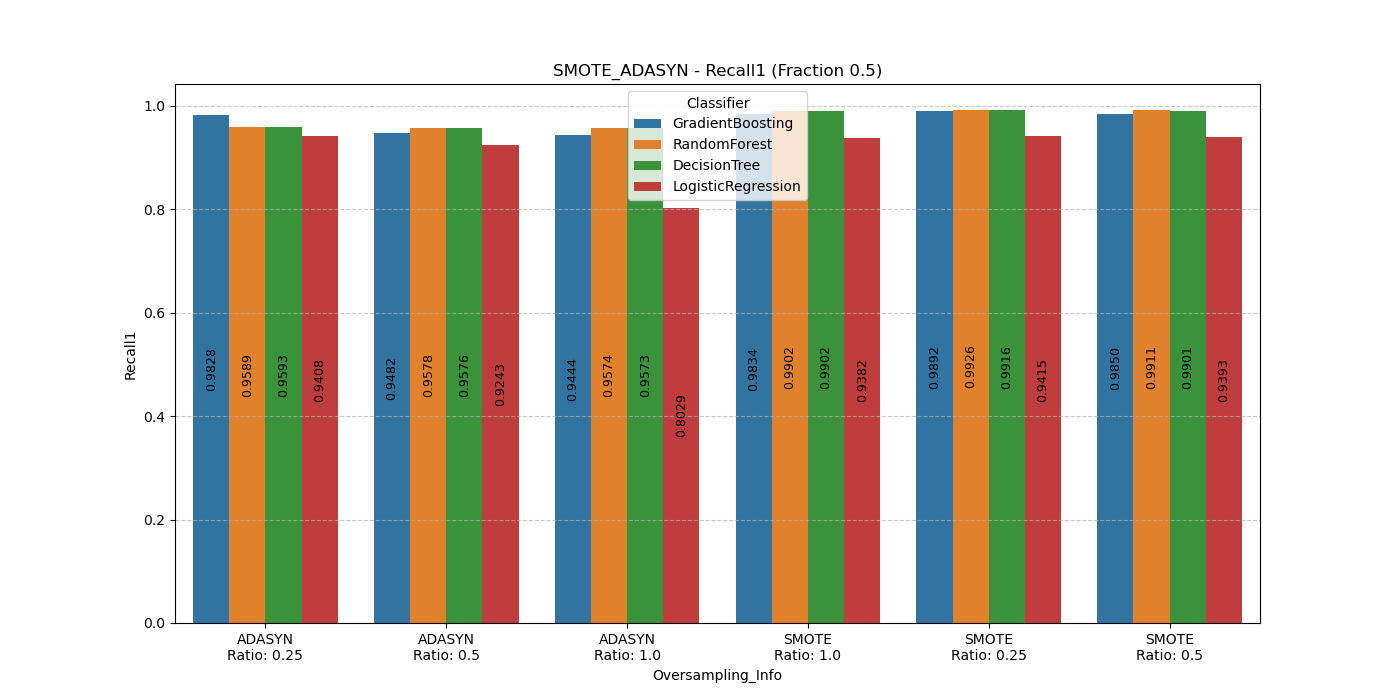 SMOTE_ADASYN - Recall1 (Fraction 0.5)
Classifier
GradientBoosting
RandomForest
DecisionTree
LogisticRegression
Recall1
1.0
0.8
0.6
0.4
0.2
0.0
0.9828
0.9589
0.9593
0.9408
0.9482
0.9578
0.9576
0.9243
0.9444
0.9574
0.9573
0.8029
0.9834
0.9902
0.9902
0.9382
0.9892
0.9926
0.9916
0.9415
0.9850
0.9911
0.9901
0.9393
ADASYN
Ratio: 0.25
ADASYN
Ratio: 0.5
ADASYN
Ratio: 1.0
SMOTE
Ratio: 1.0
SMOTE
Ratio: 0.25
SMOTE
Ratio: 0.5
Oversampling_Info